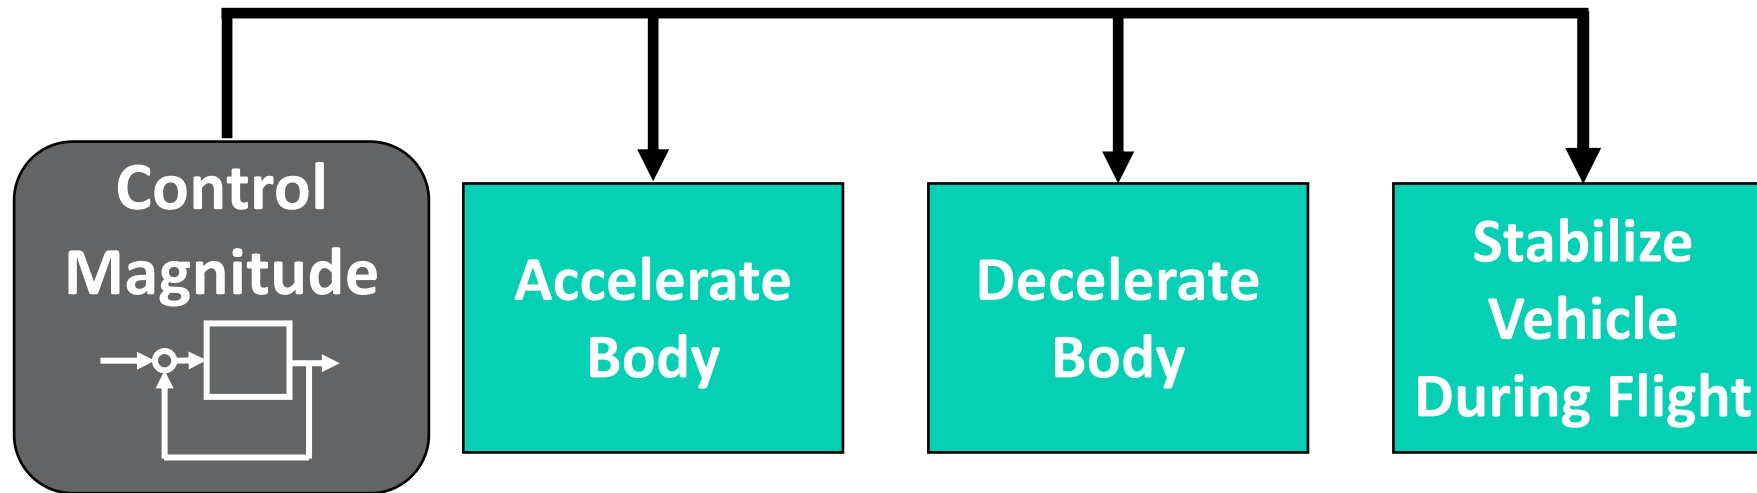 Control
Magnitude
Accelerate
Body
Decelerate
Body
Stabilize
Vehicle
During Flight